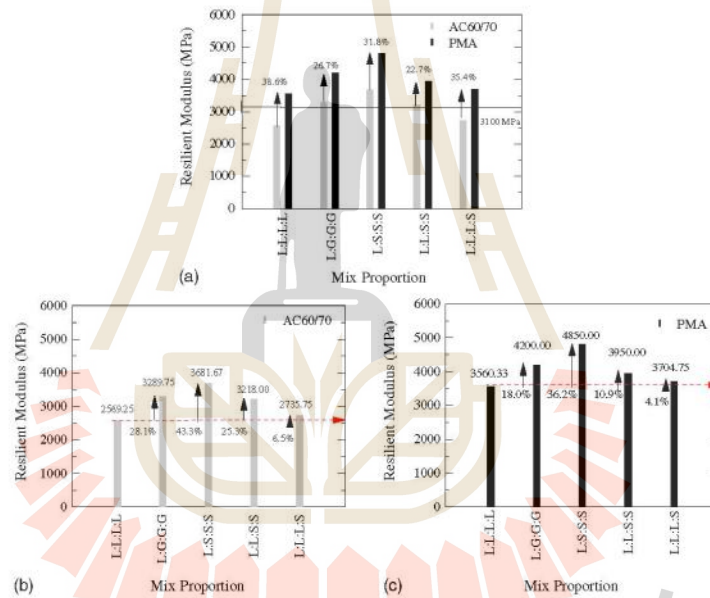 6000
5000
4000
3000
2000
1000
0
Resilient Modulus (MPa)
AC60/70
PMA
38.6%
26.7%
31.8%
22.7%
35.4%
3100 MPa
L:L:L:L
L:G:G:G
L:S:S:S
L:L:S:S
L:L:L:S
(a)
Mix Proportion
6000
5000
4000
3000
2000
1000
0
Resilient Modulus (MPa)
AC60/70
2569.25
3289.75
3681.67
3218.00
2735.75
28.1%
43.3%
25.3%
6.5%
L:L:L:L
L:G:G:G
L:S:S:S
L:L:S:S
L:L:L:S
(b)
Mix Proportion
6000
5000
4000
3000
2000
1000
0
Resilient Modulus (MPa)
PMA
3560.33
4200.00
4850.00
3950.00
3704.75
18.0%
36.2%
10.9%
4.1%
L:L:L:L
L:G:G:G
L:S:S:S
L:L:S:S
L:L:L:S
(c)
Mix Proportion